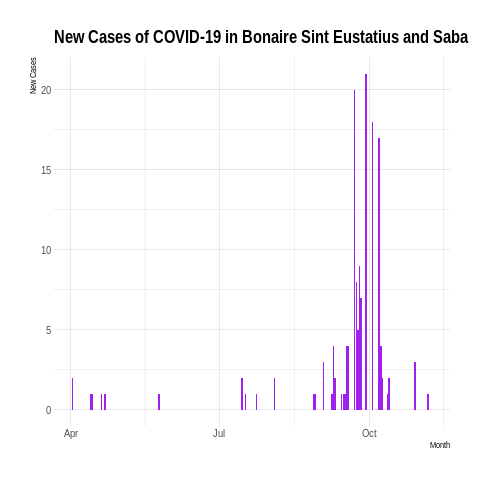 New Cases of COVID-19 in Bonaire Sint Eustatius and Saba
New Cases
20
15
10
5
0
Apr
Jul
Oct
Month